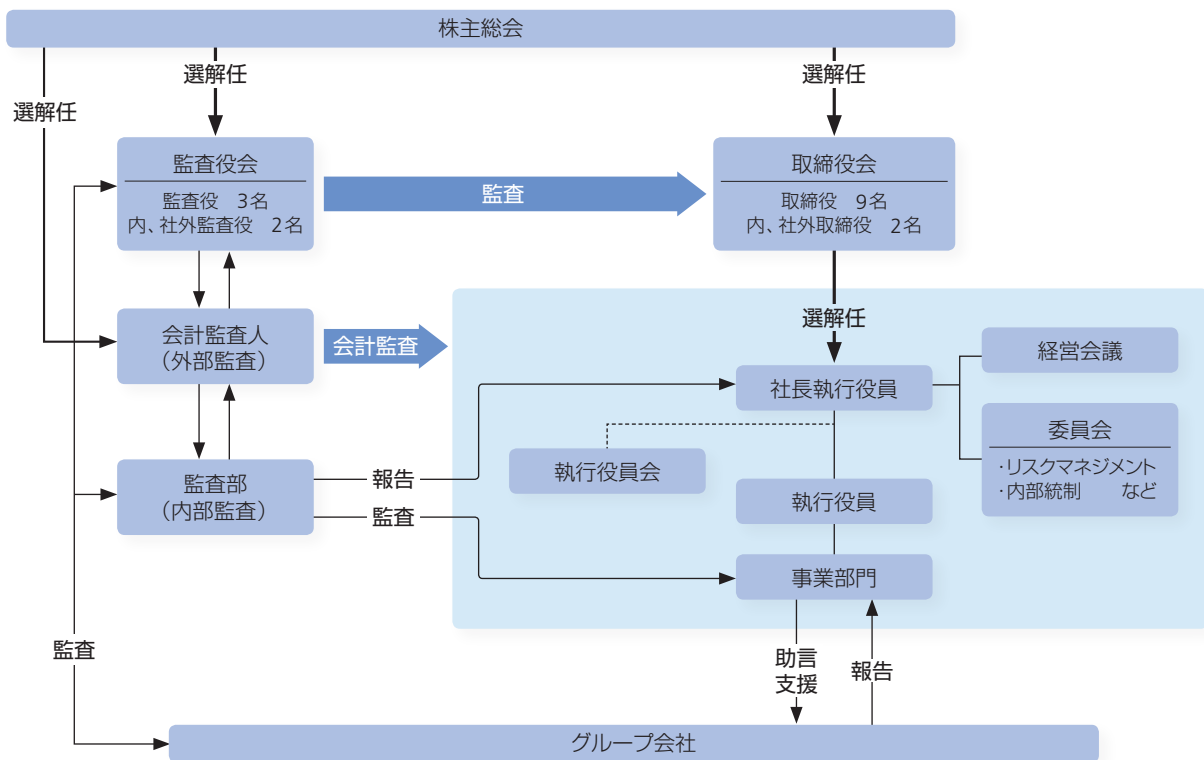 株主総会
選解任
選解任
選解任
監査役会
監査役　3名
内、社外監査役　2名
監査
取締役会
取締役　9名
内、社外取締役　2名
会計監査人
（外部監査）
会計監査
選解任
社長執行役員
経営会議
委員会
・リスクマネジメント
・内部統制　　など
執行役員会
監査部
（内部監査）
報告
監査
執行役員
事業部門
監査
助言
支援
報告
グループ会社